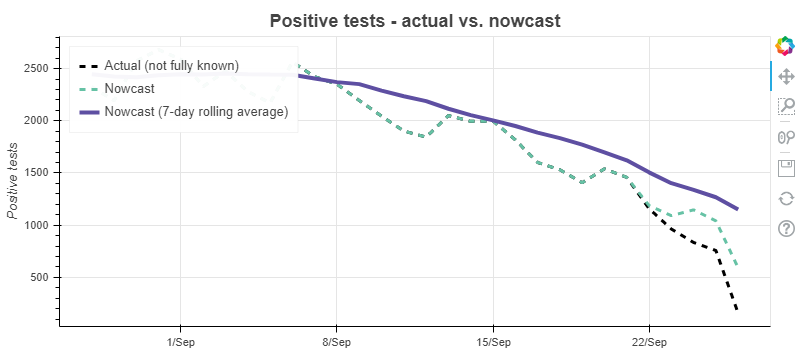 Positive tests - actual vs. nowcast
Actual (not fully known)
Nowcast
Nowcast (7-day rolling average)
Positive tests
2500
2000
1500
1000
500
1/Sep
8/Sep
15/Sep
22/Sep